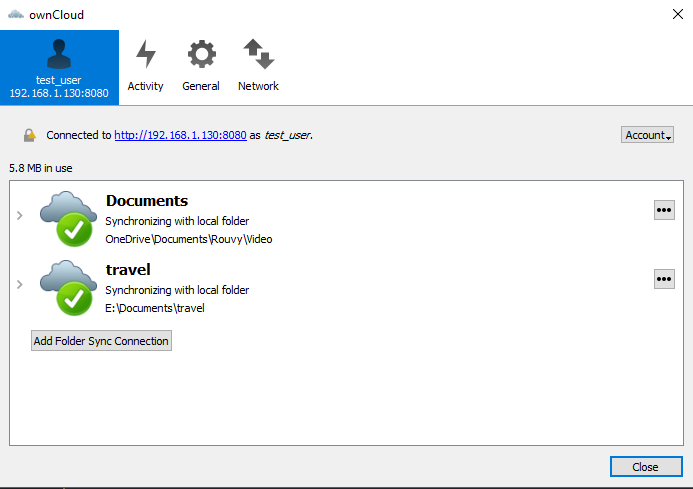 ownCloud
test_user
192.168.1.130:8080
Activity
General
Network
Connected to http://192.168.1.130:8080 as test_user.
Account
5.8 MB in use
Documents
Synchronizing with local folder
OneDrive\Documents\Rouvy\Video
travel
Synchronizing with local folder
E:\Documents\travel
Add Folder Sync Connection
Close